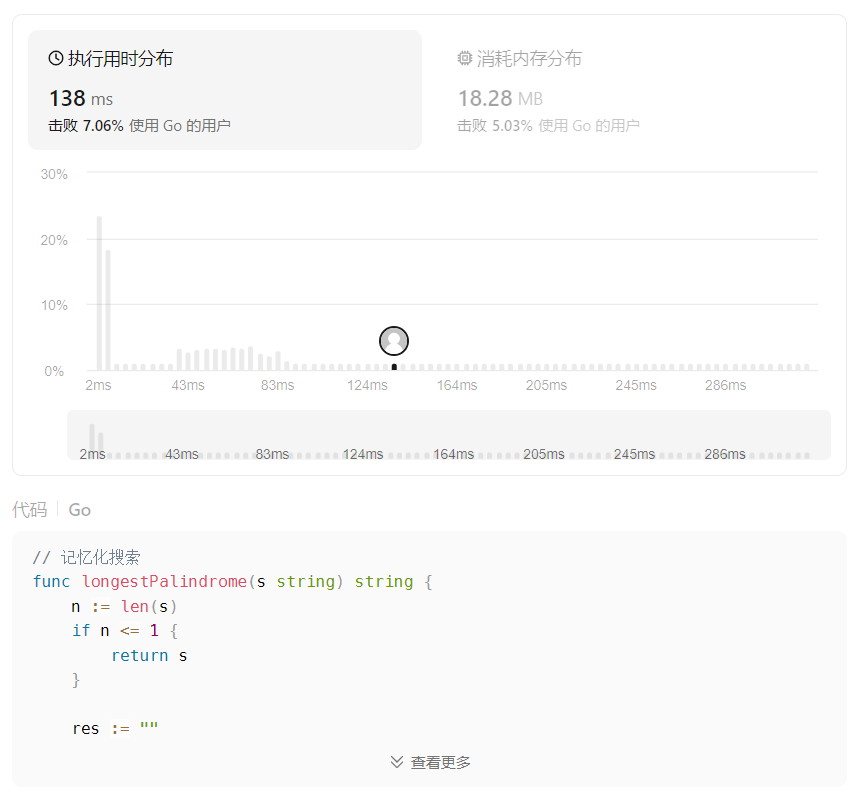 执行用时分布
138 ms
击败 7.06% 使用 Go 的用户
消耗内存分布
18.28 MB
击败 5.03% 使用 Go 的用户
30%
20%
10%
0%
2ms 43ms 83ms 124ms 164ms 205ms 245ms 286ms
2ms 43ms 83ms 124ms 164ms 205ms 245ms 286ms
代码 Go
// 记忆化搜索
func longestPalindrome(s string) string {
    n := len(s)
    if n <= 1 {
        return s
    }
    res := ""
查看更多